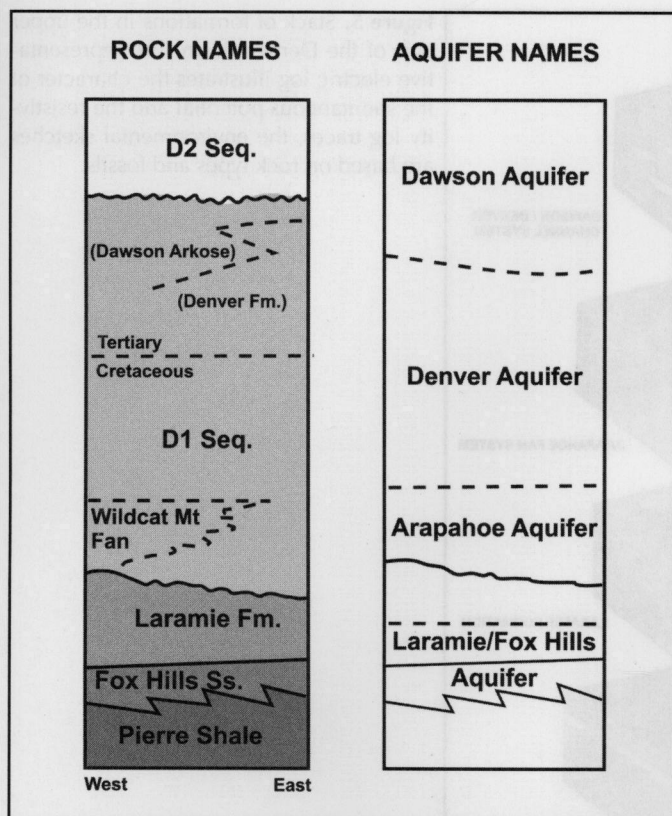 ROCK NAMES
D2 Seq.
(Dawson Arkose)
(Denver Fm.)
Tertiary
Cretaceous
D1 Seq.
Wildcat Mt
Fan
Laramie Fm.
Fox Hills Ss.
Pierre Shale
West East
AQUIFER NAMES
Dawson Aquifer
Denver Aquifer
Arapahoe Aquifer
Laramie/Fox Hills
Aquifer